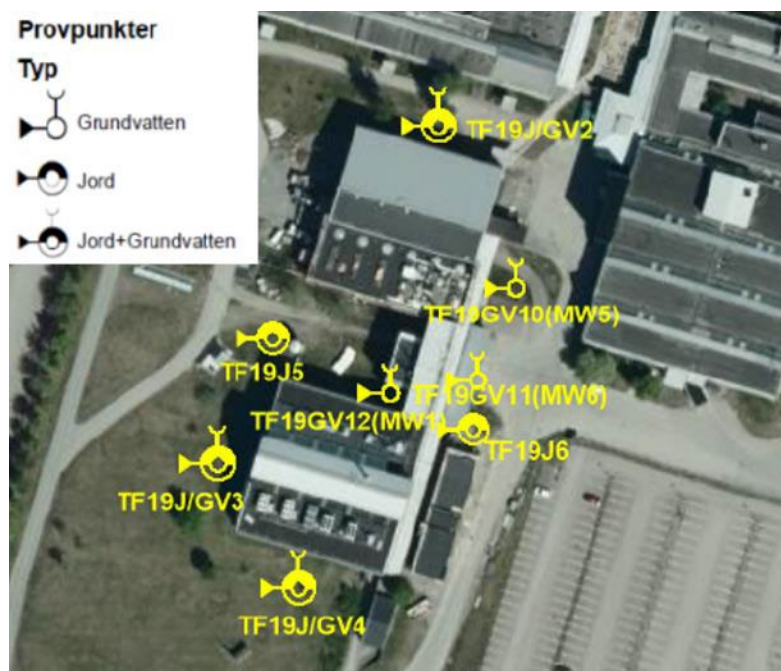 Provpunkter
Typ
Grundvatten
Jord
Jord+Grundvatten
TF19J/GV2
TF19GV10(MW5)
TF19J5
TF19GV11(MW6)
TF19GV12(MW1)
TF19J6
TF19J/GV3
TF19J/GV4